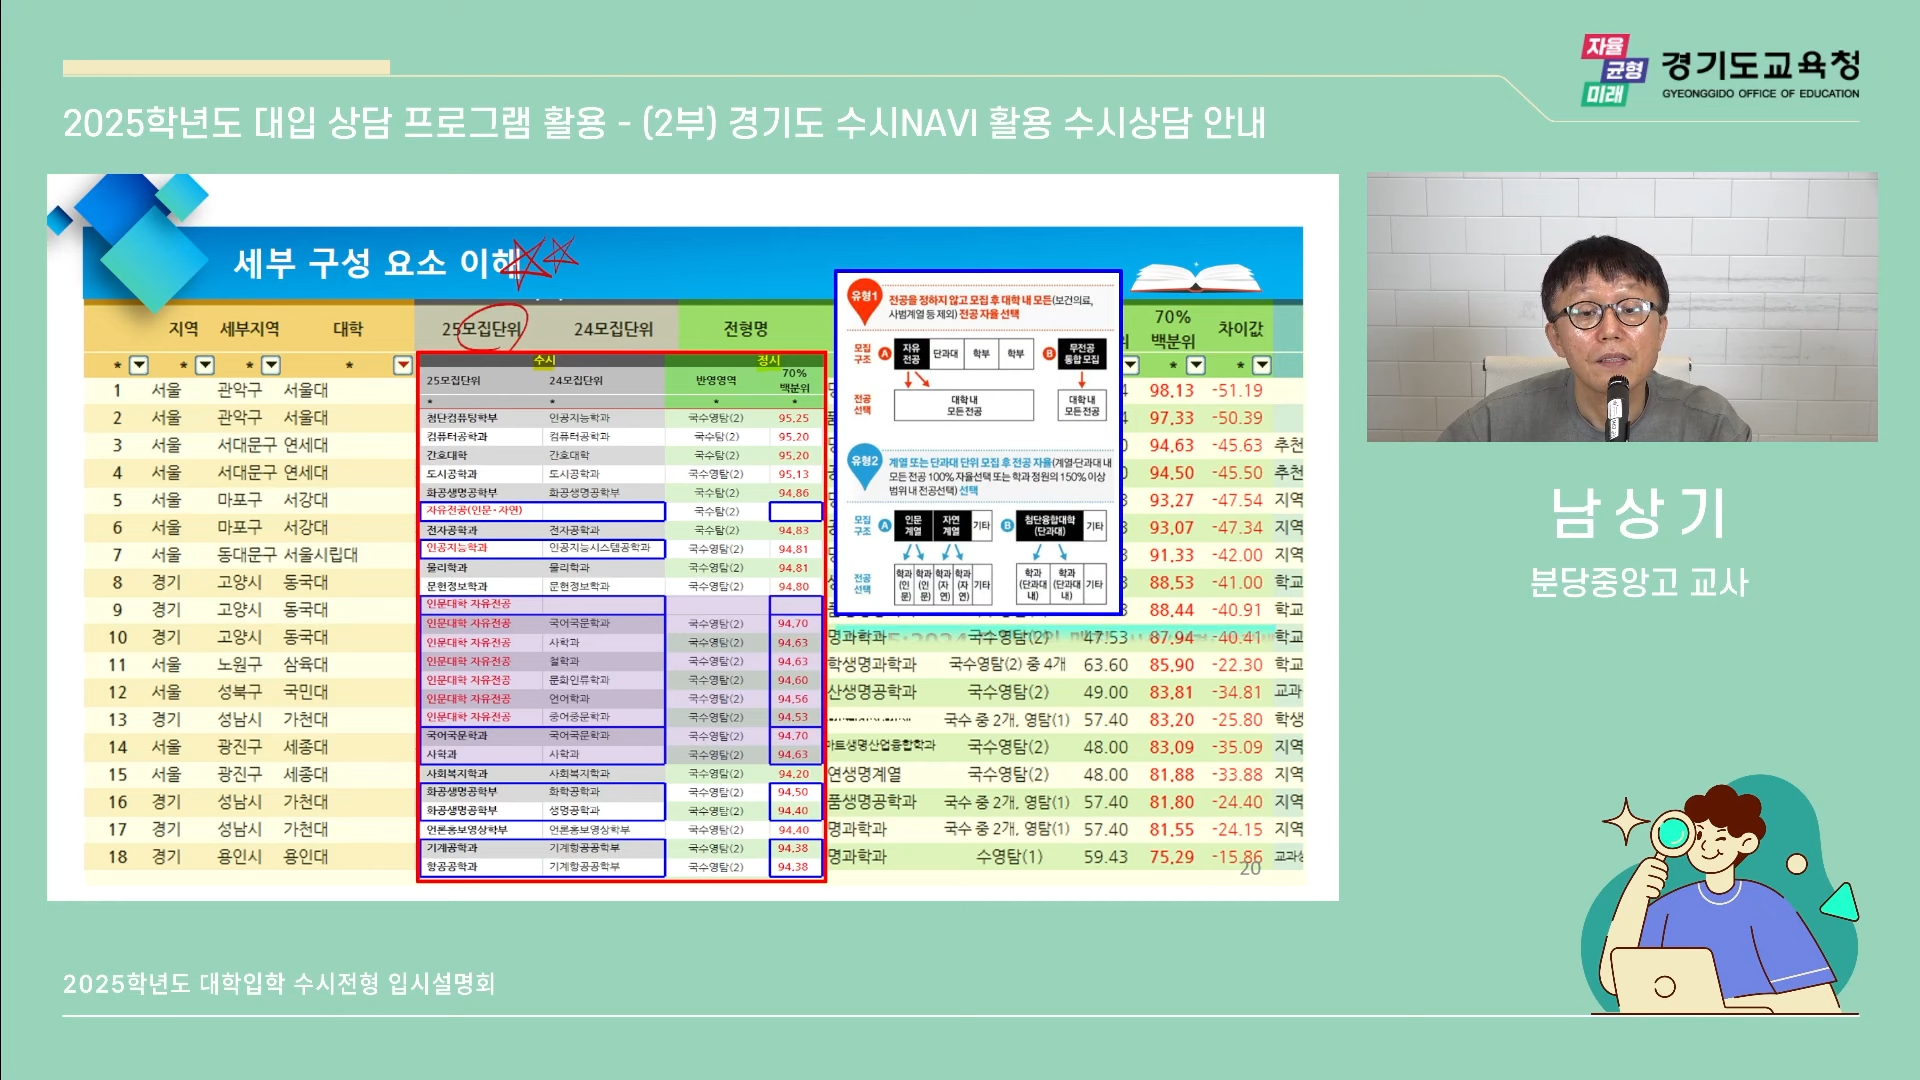 자율
균형
미래
경기도교육청
GYEONGGIDO OFFICE OF EDUCATION
2025학년도 대입 상담 프로그램 활용 - (2부) 경기도 수시NAVI 활용 수시상담 안내
세부 구성 요소 이해
지역 세부지역 대학 25모집단위 24모집단위 전형명 70% 백분위 차이값
1 서울 관악구 서울대 98.13 -51.19
2 서울 관악구 서울대 97.33 -50.39
3 서울 서대문구 연세대 94.63 -45.63 추천
4 서울 서대문구 연세대 94.50 -45.50 추천
5 서울 마포구 서강대 93.27 -47.54 지역
6 서울 마포구 서강대 93.07 -47.34 지역
7 서울 동대문구 서울시립대 91.33 -42.00 지역
8 경기 고양시 동국대 88.53 -41.00 학교
9 경기 고양시 동국대 88.44 -40.91 학교
10 경기 고양시 동국대 명과학과 국수영탐(2) 47.53 87.94 -40.41 학교
11 서울 노원구 삼육대 학생명과학과 국수영탐(2) 중 4개 63.60 85.90 -22.30 학교
12 서울 성북구 국민대 산생명공학과 국수영탐(2) 49.00 83.81 -34.81 교과
13 경기 성남시 가천대 국수 중 2개, 영탐(1) 57.40 83.20 -25.80 학생
14 서울 광진구 세종대 마트생명산업융합학과 국수영탐(2) 48.00 83.09 -35.09 지역
15 서울 광진구 세종대 연생명계열 국수영탐(2) 48.00 81.88 -33.88 지역
16 경기 성남시 가천대 품생명공학과 국수 중 2개, 영탐(1) 57.40 81.80 -24.40 지역
17 경기 성남시 가천대 명과학과 국수 중 2개, 영탐(1) 57.40 81.55 -24.15 지역
18 경기 용인시 용인대 명과학과 수영탐(1) 59.43 75.29 -15.86
수시 정시
25모집단위 24모집단위 반영영역 70% 백분위
첨단컴퓨팅학부 인공지능학과 국수영탐(2) 95.25
컴퓨터공학과 컴퓨터공학과 국수탐(2) 95.20
간호대학 간호대학 국수탐(2) 95.20
도시공학과 도시공학과 국수영탐(2) 95.13
화공생명공학부 화공생명공학부 국수탐(2) 94.86
자유전공(인문·자연) 국수탐(2)
전자공학과 전자공학과 국수탐(2) 94.83
인공지능학과 인공지능시스템공학과 국수영탐(2) 94.81
물리학과 물리학과 국수영탐(2) 94.81
문헌정보학과 문헌정보학과 국수영탐(2) 94.80
인문대학 자유전공
인문대학 자유전공 국어국문학과 국수영탐(2) 94.70
인문대학 자유전공 사학과 국수영탐(2) 94.63
인문대학 자유전공 철학과 국수영탐(2) 94.63
인문대학 자유전공 문화인류학과 국수영탐(2) 94.60
인문대학 자유전공 언어학과 국수영탐(2) 94.56
인문대학 자유전공 중어중문학과 국수영탐(2) 94.53
국어국문학과 국어국문학과 국수영탐(2) 94.70
사학과 사학과 국수영탐(2) 94.63
사회복지학과 사회복지학과 국수영탐(2) 94.20
화공생명공학부 화학공학과 국수영탐(2) 94.50
화공생명공학부 생명공학과 국수영탐(2) 94.40
언론홍보영상학부 언론홍보영상학부 국수영탐(2) 94.40
기계공학과 기계항공공학부 국수영탐(2) 94.38
항공공학과 기계항공공학부 국수영탐(2) 94.38
유형1 전공을 정하지 않고 모집 후 대학 내 모든(보건의료,
사범계열 등 제외) 전공 자율 선택
모집 구조 A 자유 전공 단과대 학부 학부 B 무전공 통합 모집
전공 선택 대학 내 모든 전공 대학 내 모든 전공
유형2 계열 또는 단과대 단위 모집 후 전공 자율(계열·단과대 내
모든 전공 100% 자율선택 또는 학과 정원의 150% 이상
범위 내 전공선택) 선택
모집 구조 A 인문 계열 자연 계열 기타 B 첨단융합대학 (단과대) 기타
전공 선택 학과 (인문) 학과 (인문) 학과 (자연) 학과 (자연) 기타 학과 (단과대 내) 학과 (단과대 내) 기타
20
남상기
분당중앙고 교사
2025학년도 대학입학 수시전형 입시설명회